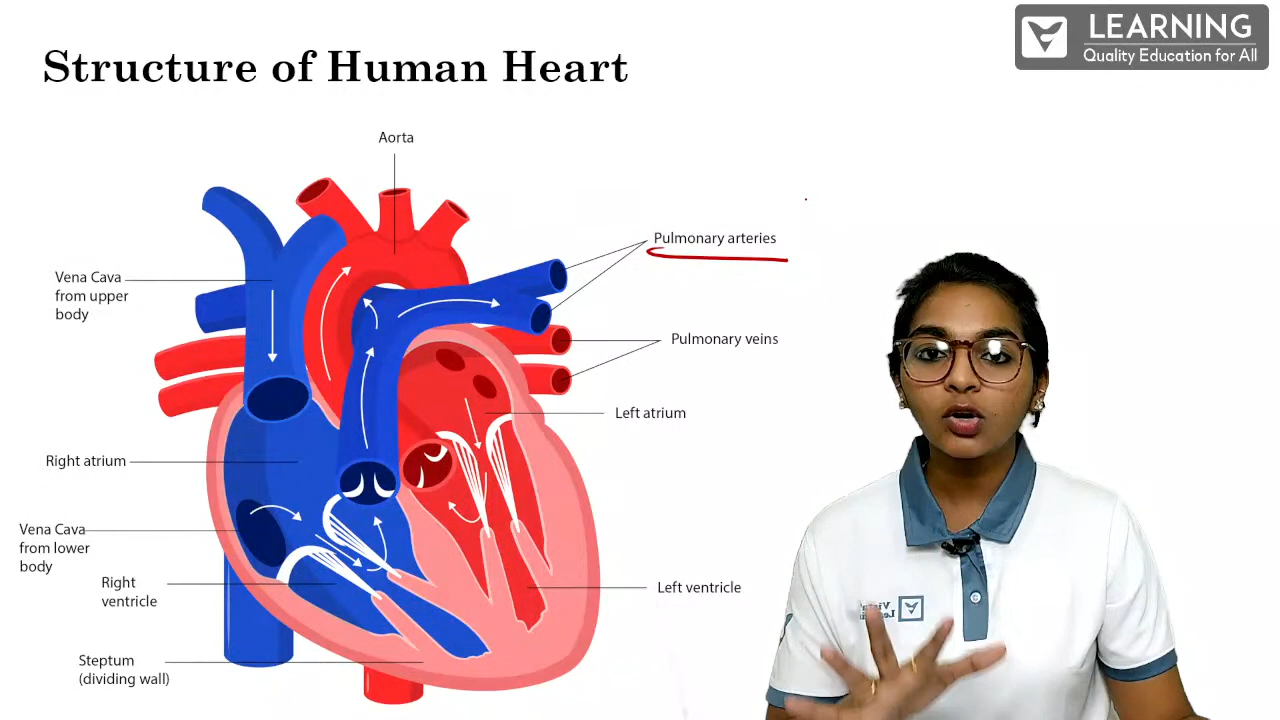 LEARNING
Quality Education for All
Structure of Human Heart
Aorta
Pulmonary arteries
Vena Cava
from upper
body
Pulmonary veins
Left atrium
Right atrium
Vena Cava
from lower
body
Right
ventricle
Left ventricle
Steptum
(dividing wall)